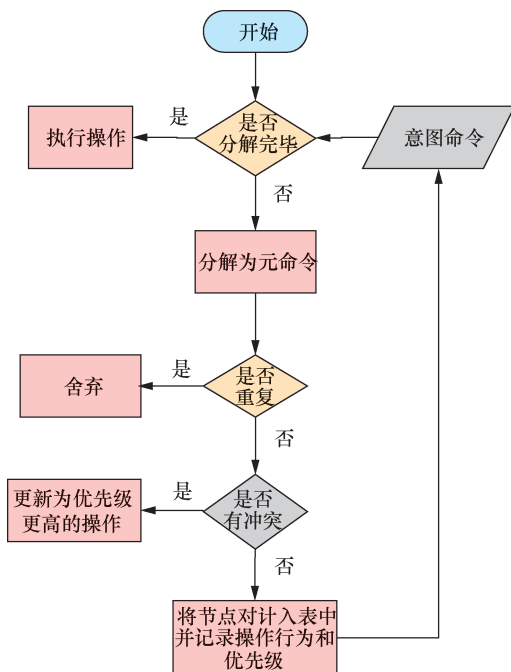 开始
是
执行操作
是否
分解完毕
意图命令
否
分解为元命令
是
舍弃
是否
重复
否
是
更新为优先级
更高的操作
是否
有冲突
否
将节点对计入表中
并记录操作行为和
优先级